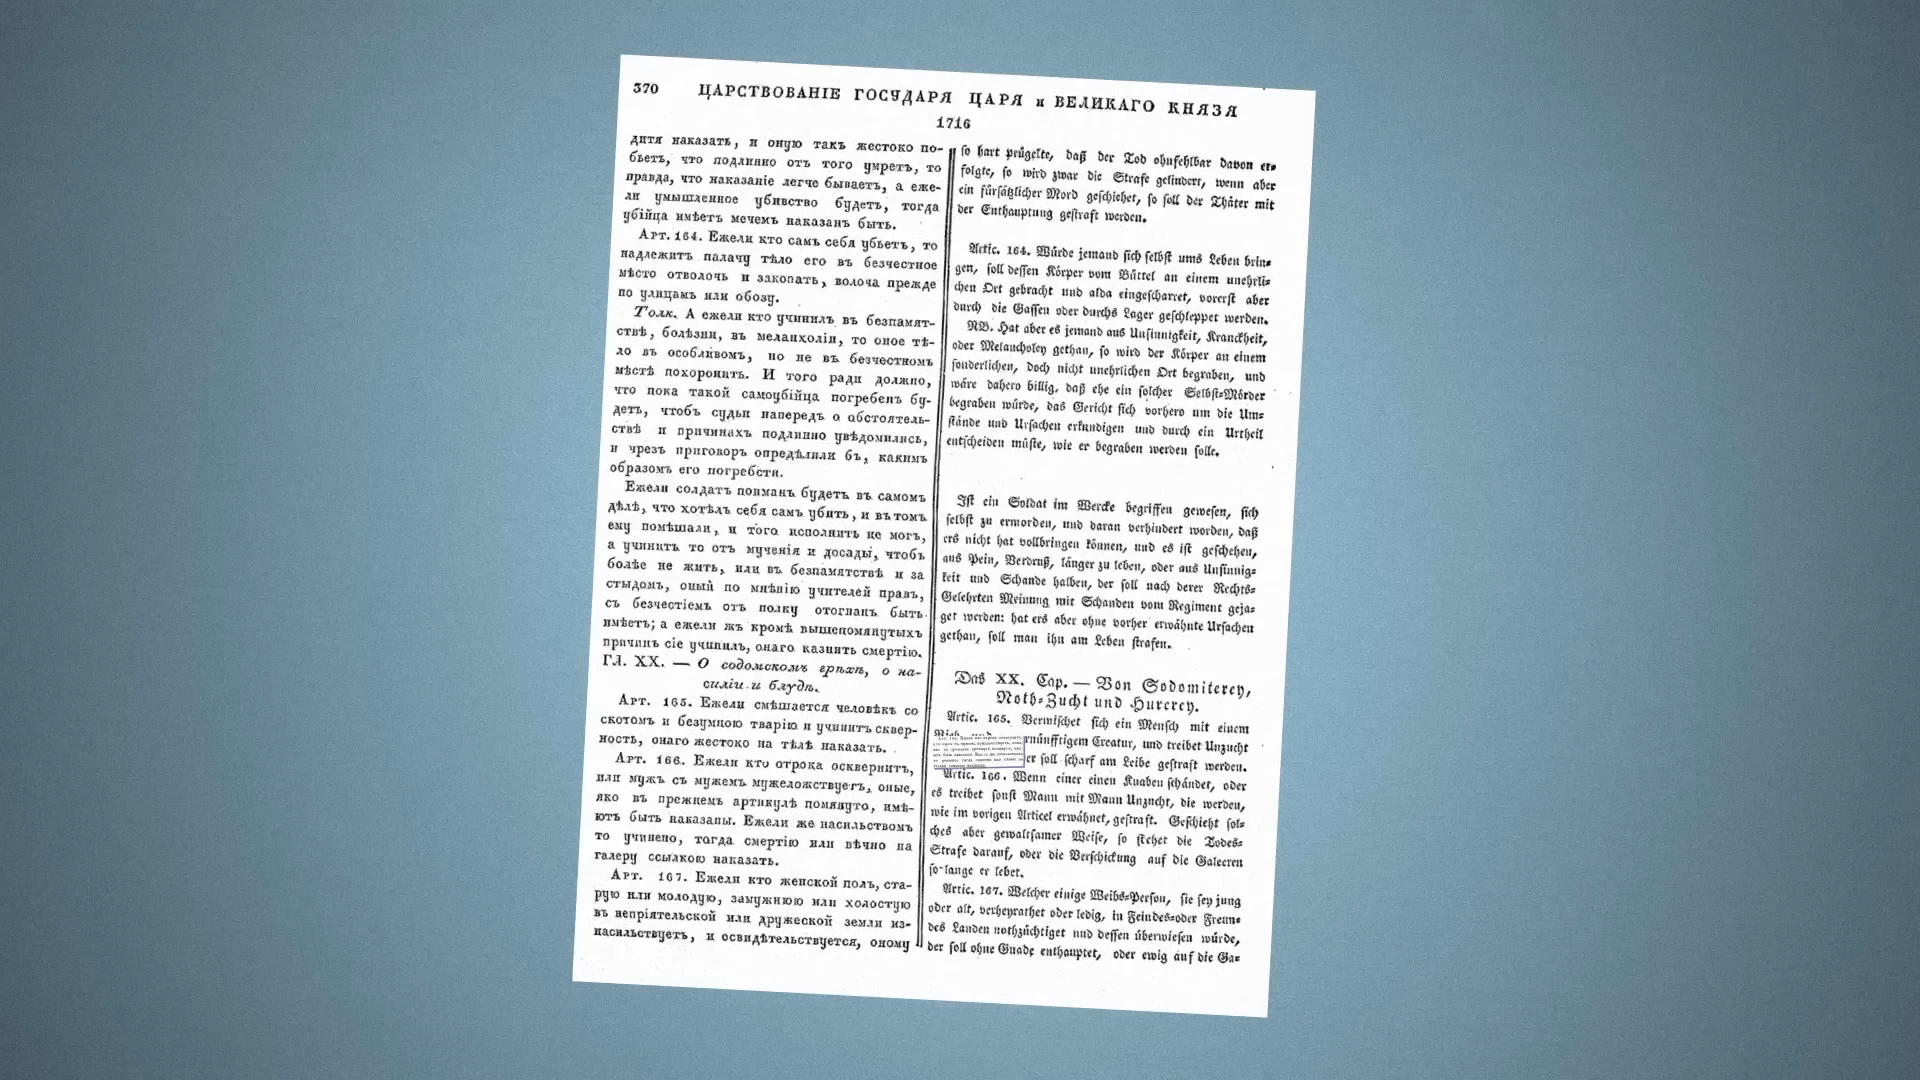 370 ЦАРСТВОВАНІЕ ГОСУДАРЯ ЦАРЯ и ВЕЛИКАГО КНЯЗЯ
1716
дитя наказать, и оную такъ жестоко по-
бьетъ, что подлинно отъ того умретъ, то
правда, что наказаніе легче бываетъ, а еже-
ли умышленное убивство будетъ, тогда
убійца имѣетъ мечемъ наказанъ быть.
Арт. 164. Ежели кто самъ себя убьетъ, то
надлежитъ палачу тѣло его въ безчестное
мѣсто отволочь и закопать, волоча прежде
по улицамъ или обозу.
Толк. А ежели кто учинилъ въ безпамят-
ствѣ, болѣзни, въ меланхоліи, то оное тѣ-
ло въ особливомъ, но не въ безчестномъ
мѣстѣ похоронить. И того ради должно,
что пока такой самоубійца погребенъ бу-
детъ, чтобъ судьи напередъ о обстоятель-
ствѣ и причинахъ подлинно увѣдомились,
и чрезъ приговоръ опредѣлили бъ, какимъ
образомъ его погребсти.
Ежели солдатъ пойманъ будетъ въ самомъ
дѣлѣ, что хотѣлъ себя самъ убить, и въ томъ
ему помѣшали, и того исполнить не могъ,
а учинитъ то отъ мученія и досады, чтобъ
болѣе не жить, или въ безпамятствѣ и за
стыдомъ, оный по мнѣнію учителей правъ,
съ безчестіемъ отъ полку отогнанъ быть
имѣетъ; а ежели жъ кромѣ вышепомянутыхъ
причинъ сіе учинилъ, онаго казнить смертію.
Гл. XX. — О содомскомъ грѣхѣ, о на-
силіи и блудѣ.
Арт. 165. Ежели смѣшается человѣкъ со
скотомъ и безумною тварію и учинитъ сквер-
ность, онаго жестоко на тѣлѣ наказать.
Арт. 166. Ежели кто отрока осквернитъ,
или мужъ съ мужемъ мужеложствуетъ, оные,
яко въ прежнемъ артикулѣ помянуто, имѣ-
ютъ быть наказаны. Ежели же насильствомъ
то учинено, тогда смертію или вѣчно на
галеру ссылкою наказать.
Арт. 167. Ежели кто женской полъ, ста-
рую или молодую, замужнюю или холостую
въ непріятельской или дружеской земли из-
насильствуетъ, и освидѣтельствуется, оному
so hart prügelte, daß der Tod ohnfehlbar davon er-
folgte, so wird zwar die Strafe gelindert, wenn aber
ein fürsätzlicher Mord geschiehet, so soll der Thäter mit
der Enthauptung gestraft werden.
Artic. 164. Würde jemand sich selbst ums Leben brin-
gen, soll dessen Körper vom Büttel an einem unehrli-
chen Ort gebracht und alda eingescharret, vorerst aber
durch die Gassen oder durchs Lager geschleppet werden.
NB. Hat aber es jemand aus Unsinnigkeit, Kranckheit,
oder Melancholey gethan, so wird der Körper an einem
sonderlichen, doch nicht unehrlichen Ort begraben, und
wäre dahero billig, daß ehe ein solcher Selbst-Mörder
begraben würde, das Gericht sich vorhero um die Um-
stände und Ursachen erkundigen und durch ein Urtheil
entscheiden müste, wie er begraben werden solle.
Ist ein Soldat im Wercke begriffen gewesen, sich
selbst zu ermorden, und daran verhindert worden, daß
ers nicht hat vollbringen können, und es ist geschehen,
aus Pein, Verdruß, länger zu leben, oder aus Unsinnig-
keit und Schande halben, der soll nach derer Rechts-
Gelehrten Meinung mit Schanden vom Regiment geja-
get werden: hat ers aber ohne vorher erwähnte Ursachen
gethan, soll man ihn am Leben strafen.
Das XX. Cap. — Von Sodomiterey,
Noth-Zucht und Hurerey.
Artic. 165. Vermischet sich ein Mensch mit einem
rnünfftigem Creatur, und treibet Unzucht
er soll scharf am Leibe gestraft werden.
Artic. 166. Wenn einer einen Knaben schändet, oder
es treibet sonst Mann mit Mann Unzucht, die werden,
wie im vorigen Articel erwähnet, gestraft. Geschieht sol-
ches aber gewaltsamer Weise, so stehet die Todes-
Strafe darauf, oder die Verschickung auf die Galeeren
so lange er lebet.
Artic. 167. Welcher einige Weibs-Person, sie sey jung
oder alt, verheyrathet oder ledig, in Feindes-oder Freun-
des Landen nothzüchtiget und dessen überwiesen würde,
der soll ohne Gnade enthauptet, oder ewig auf die Ga-